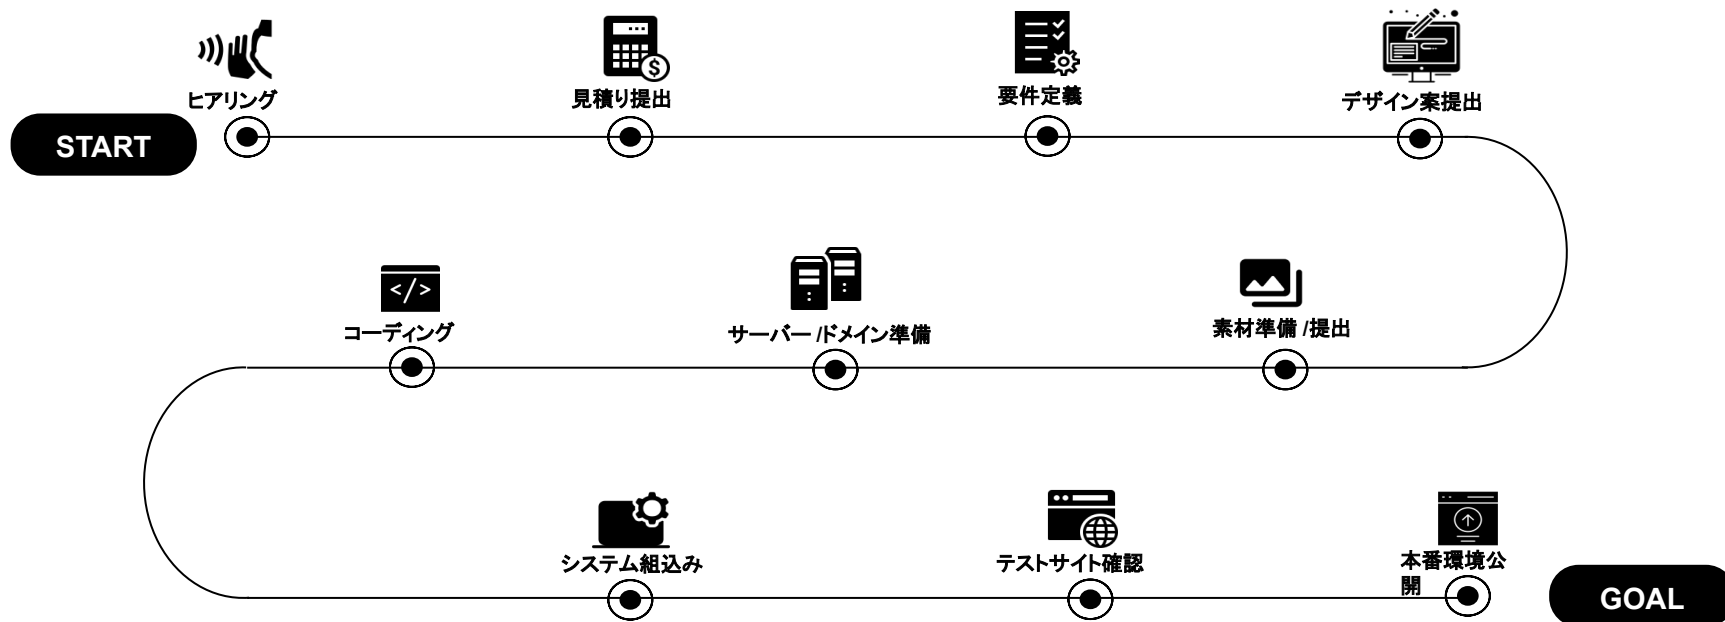 ヒアリング
見積り提出
要件定義
デザイン案提出
START
コーディング
サーバー /ドメイン準備
素材準備 /提出
システム組込み
テストサイト確認
本番環境公
開
GOAL